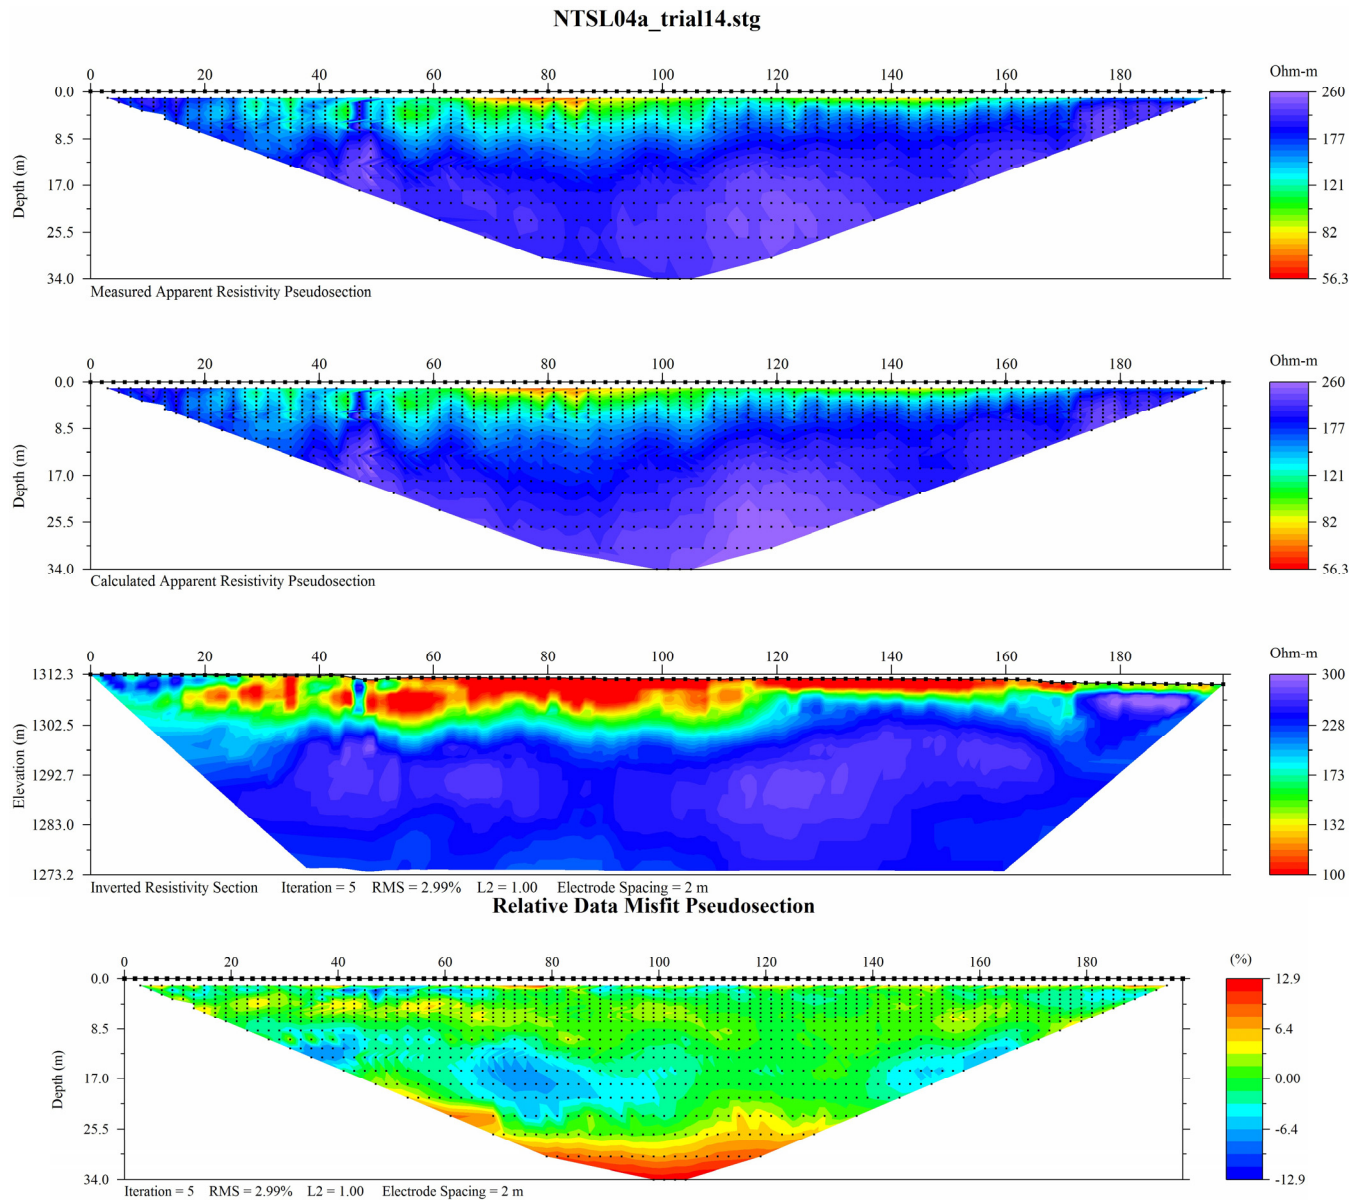 NTSL04a_trial14.stg
0 20 40 60 80 100 120 140 160 180
Ohm-m
0.0
8.5
17.0
25.5
34.0
Depth (m)
260
177
121
82
56.3
Measured Apparent Resistivity Pseudosection
0 20 40 60 80 100 120 140 160 180
Ohm-m
0.0
8.5
17.0
25.5
34.0
Depth (m)
260
177
121
82
56.3
Calculated Apparent Resistivity Pseudosection
0 20 40 60 80 100 120 140 160 180
Ohm-m
1312.3
1302.5
1292.7
1283.0
1273.2
Elevation (m)
300
228
173
132
100
Inverted Resistivity Section Iteration = 5 RMS = 2.99% L2 = 1.00 Electrode Spacing = 2 m
Relative Data Misfit Pseudosection
0 20 40 60 80 100 120 140 160 180
(%)
0.0
8.5
17.0
25.5
34.0
Depth (m)
12.9
6.4
0.00
-6.4
-12.9
Iteration = 5 RMS = 2.99% L2 = 1.00 Electrode Spacing = 2 m